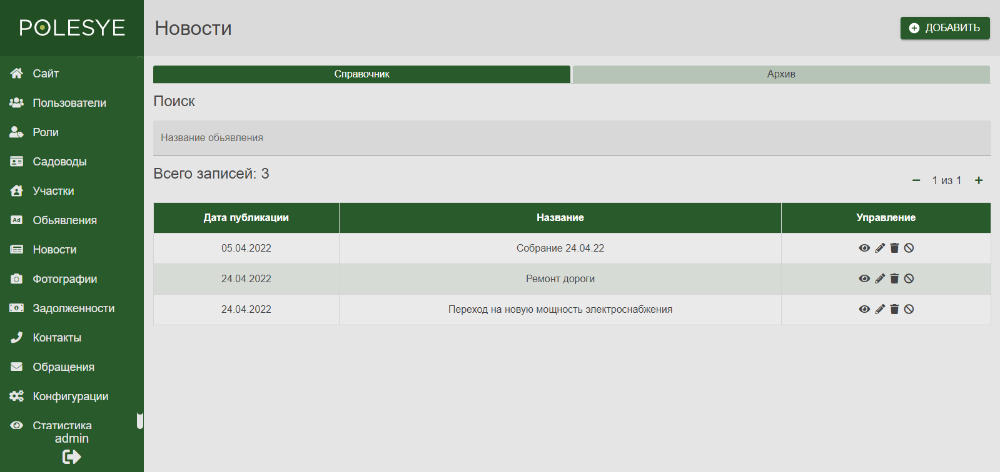 POLESYE
Новости
ДОБАВИТЬ
Сайт
Пользователи
Роли
Садоводы
Участки
Ad
Обьявления
Новости
Фотографии
Задолженности
Контакты
Обращения
Конфигурации
Статистика
admin
Справочник
Архив
Поиск
Название обьявления
Всего записей: 3
1 из 1
Дата публикации Название Управление
05.04.2022 Собрание 24.04.22
24.04.2022 Ремонт дороги
24.04.2022 Переход на новую мощность электроснабжения